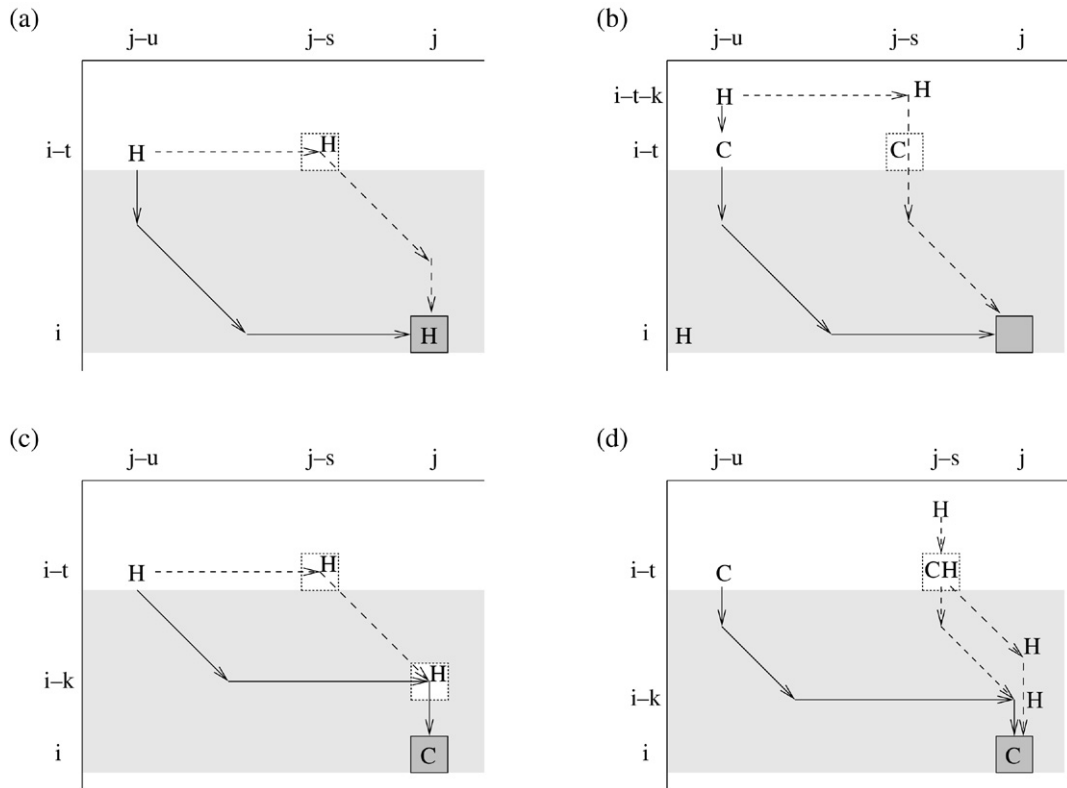 (a)
j–u j–s j
i–t H H
i H
(b)
j–u j–s j
i–t–k H H
i–t C C
i H
(c)
j–u j–s j
i–t H H
i–k H
i C
(d)
j–u j–s j
H
i–t C CH
H
i–k H
i C